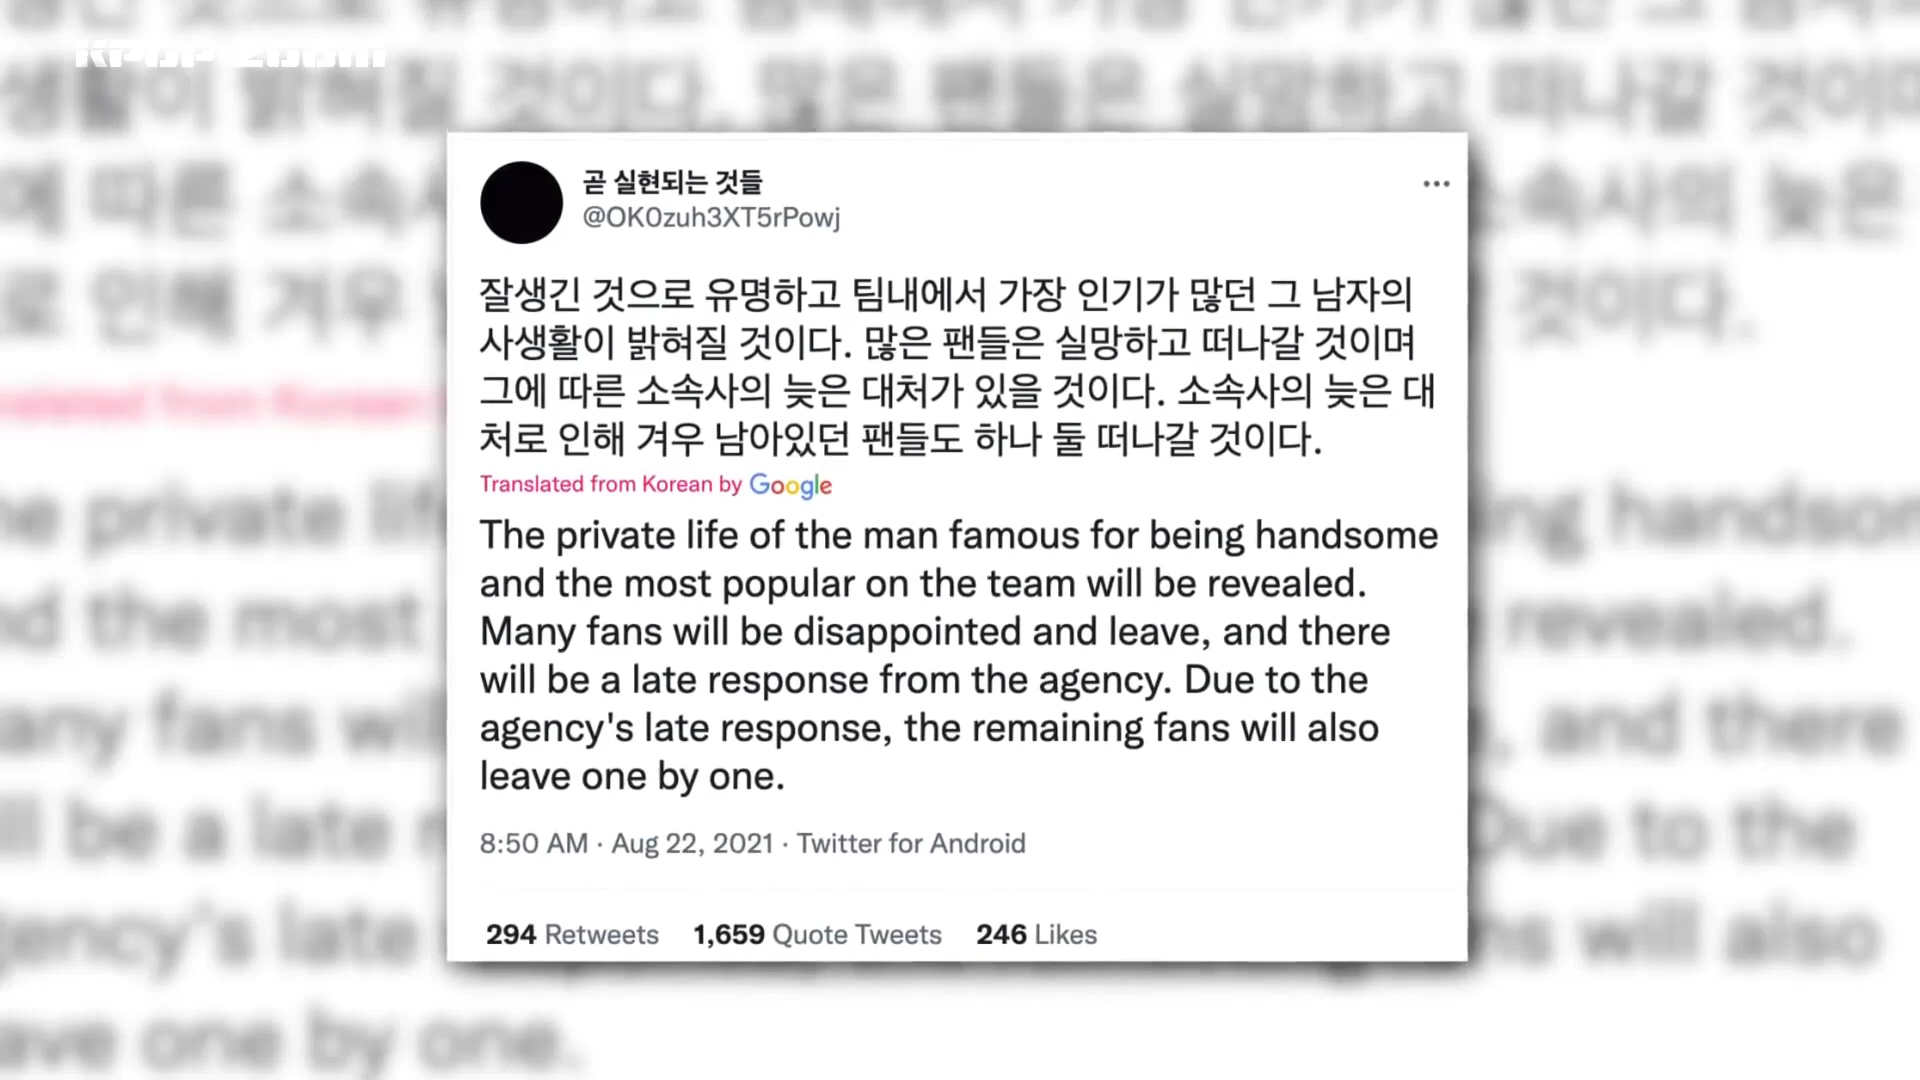 KPOP ZOOM
곧 실현되는 것들
@OK0zuh3XT5rPowj
잘생긴 것으로 유명하고 팀내에서 가장 인기가 많던 그 남자의
사생활이 밝혀질 것이다. 많은 팬들은 실망하고 떠나갈 것이며
그에 따른 소속사의 늦은 대처가 있을 것이다. 소속사의 늦은 대
처로 인해 겨우 남아있던 팬들도 하나 둘 떠나갈 것이다.
Translated from Korean by Google
The private life of the man famous for being handsome
and the most popular on the team will be revealed.
Many fans will be disappointed and leave, and there
will be a late response from the agency. Due to the
agency's late response, the remaining fans will also
leave one by one.
8:50 AM · Aug 22, 2021 · Twitter for Android
294 Retweets 1,659 Quote Tweets 246 Likes